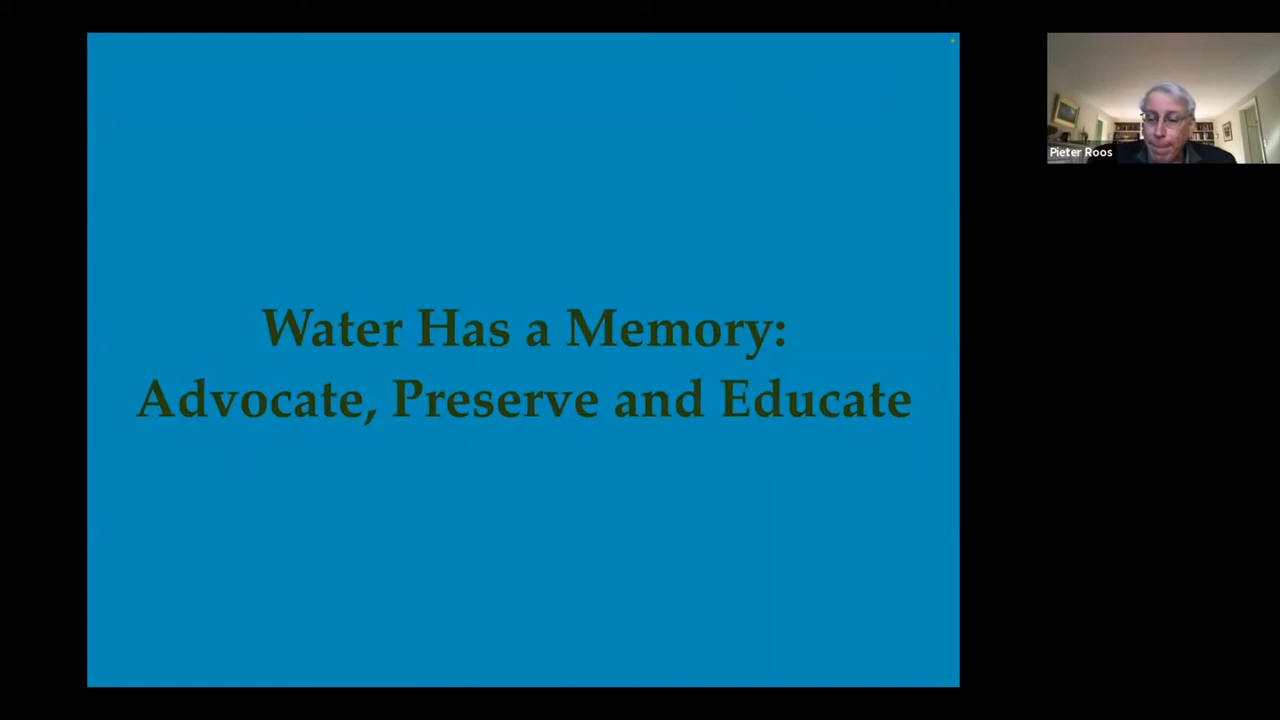 Water Has a Memory:
Advocate, Preserve and Educate
Pieter Roos